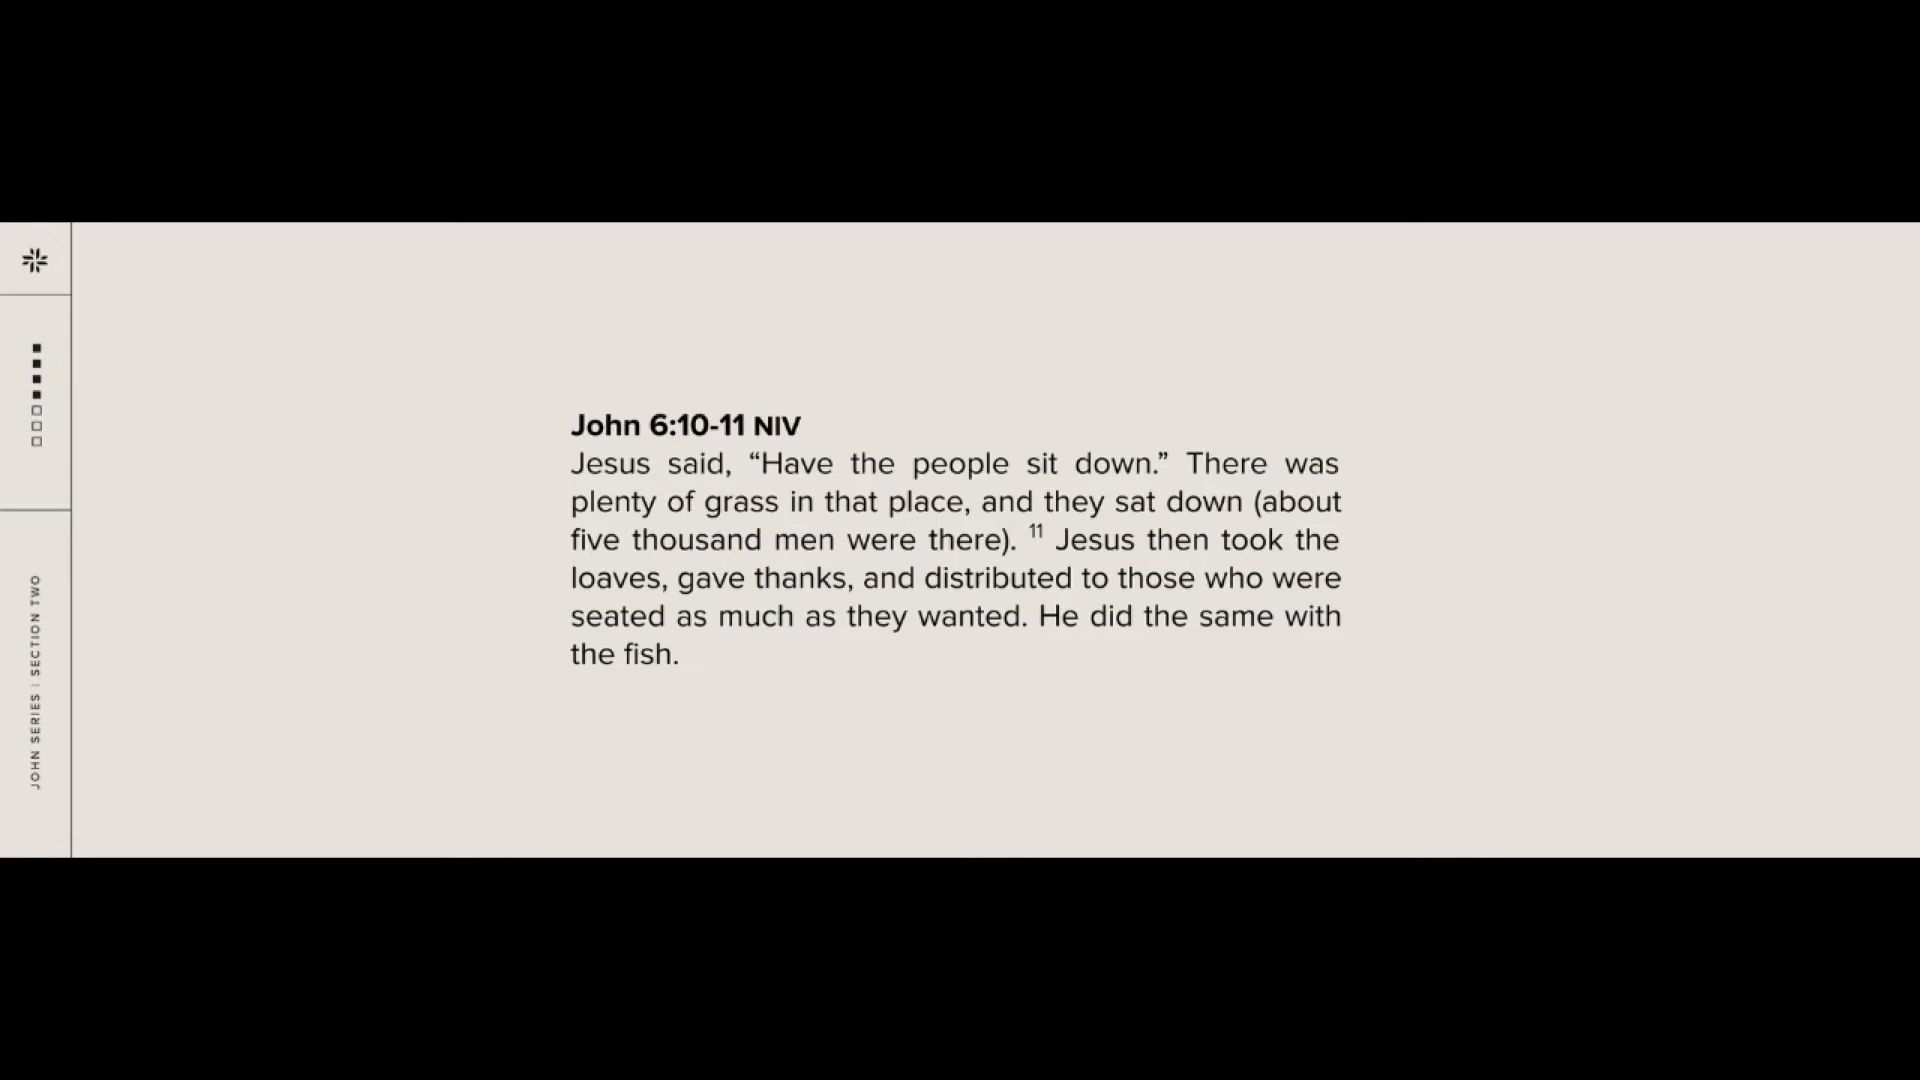 John 6:10-11 NIV
Jesus said, “Have the people sit down.” There was
plenty of grass in that place, and they sat down (about
five thousand men were there). 11 Jesus then took the
loaves, gave thanks, and distributed to those who were
seated as much as they wanted. He did the same with
the fish.
JOHN SERIES | SECTION TWO